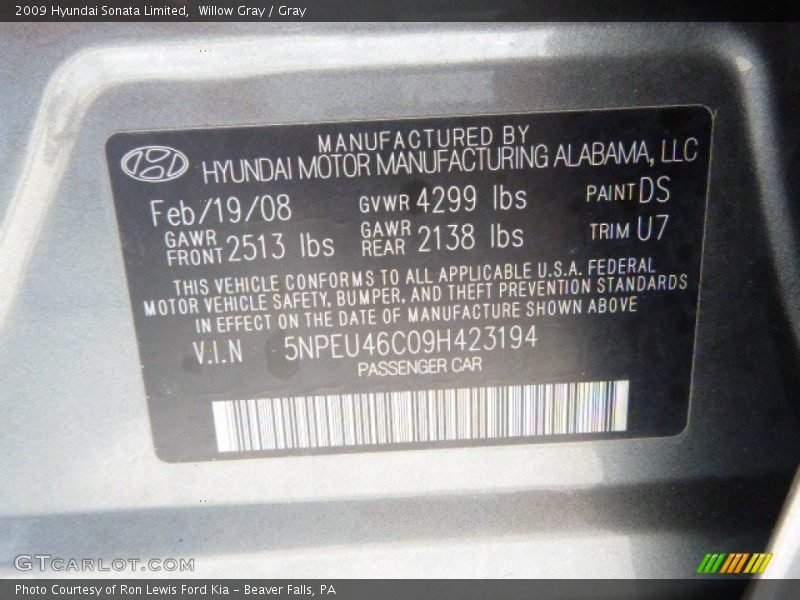 2009 Hyundai Sonata Limited, Willow Gray / Gray
MANUFACTURED BY
HYUNDAI MOTOR MANUFACTURING ALABAMA, LLC
Feb/19/08 GVWR 4299 lbs PAINT DS
GAWR FRONT 2513 lbs GAWR REAR 2138 lbs TRIM U7
THIS VEHICLE CONFORMS TO ALL APPLICABLE U.S.A. FEDERAL
MOTOR VEHICLE SAFETY, BUMPER, AND THEFT PREVENTION STANDARDS
IN EFFECT ON THE DATE OF MANUFACTURE SHOWN ABOVE
V.I.N 5NPEU46C09H423194
PASSENGER CAR
GTCARLOT.COM
Photo Courtesy of Ron Lewis Ford Kia - Beaver Falls, PA